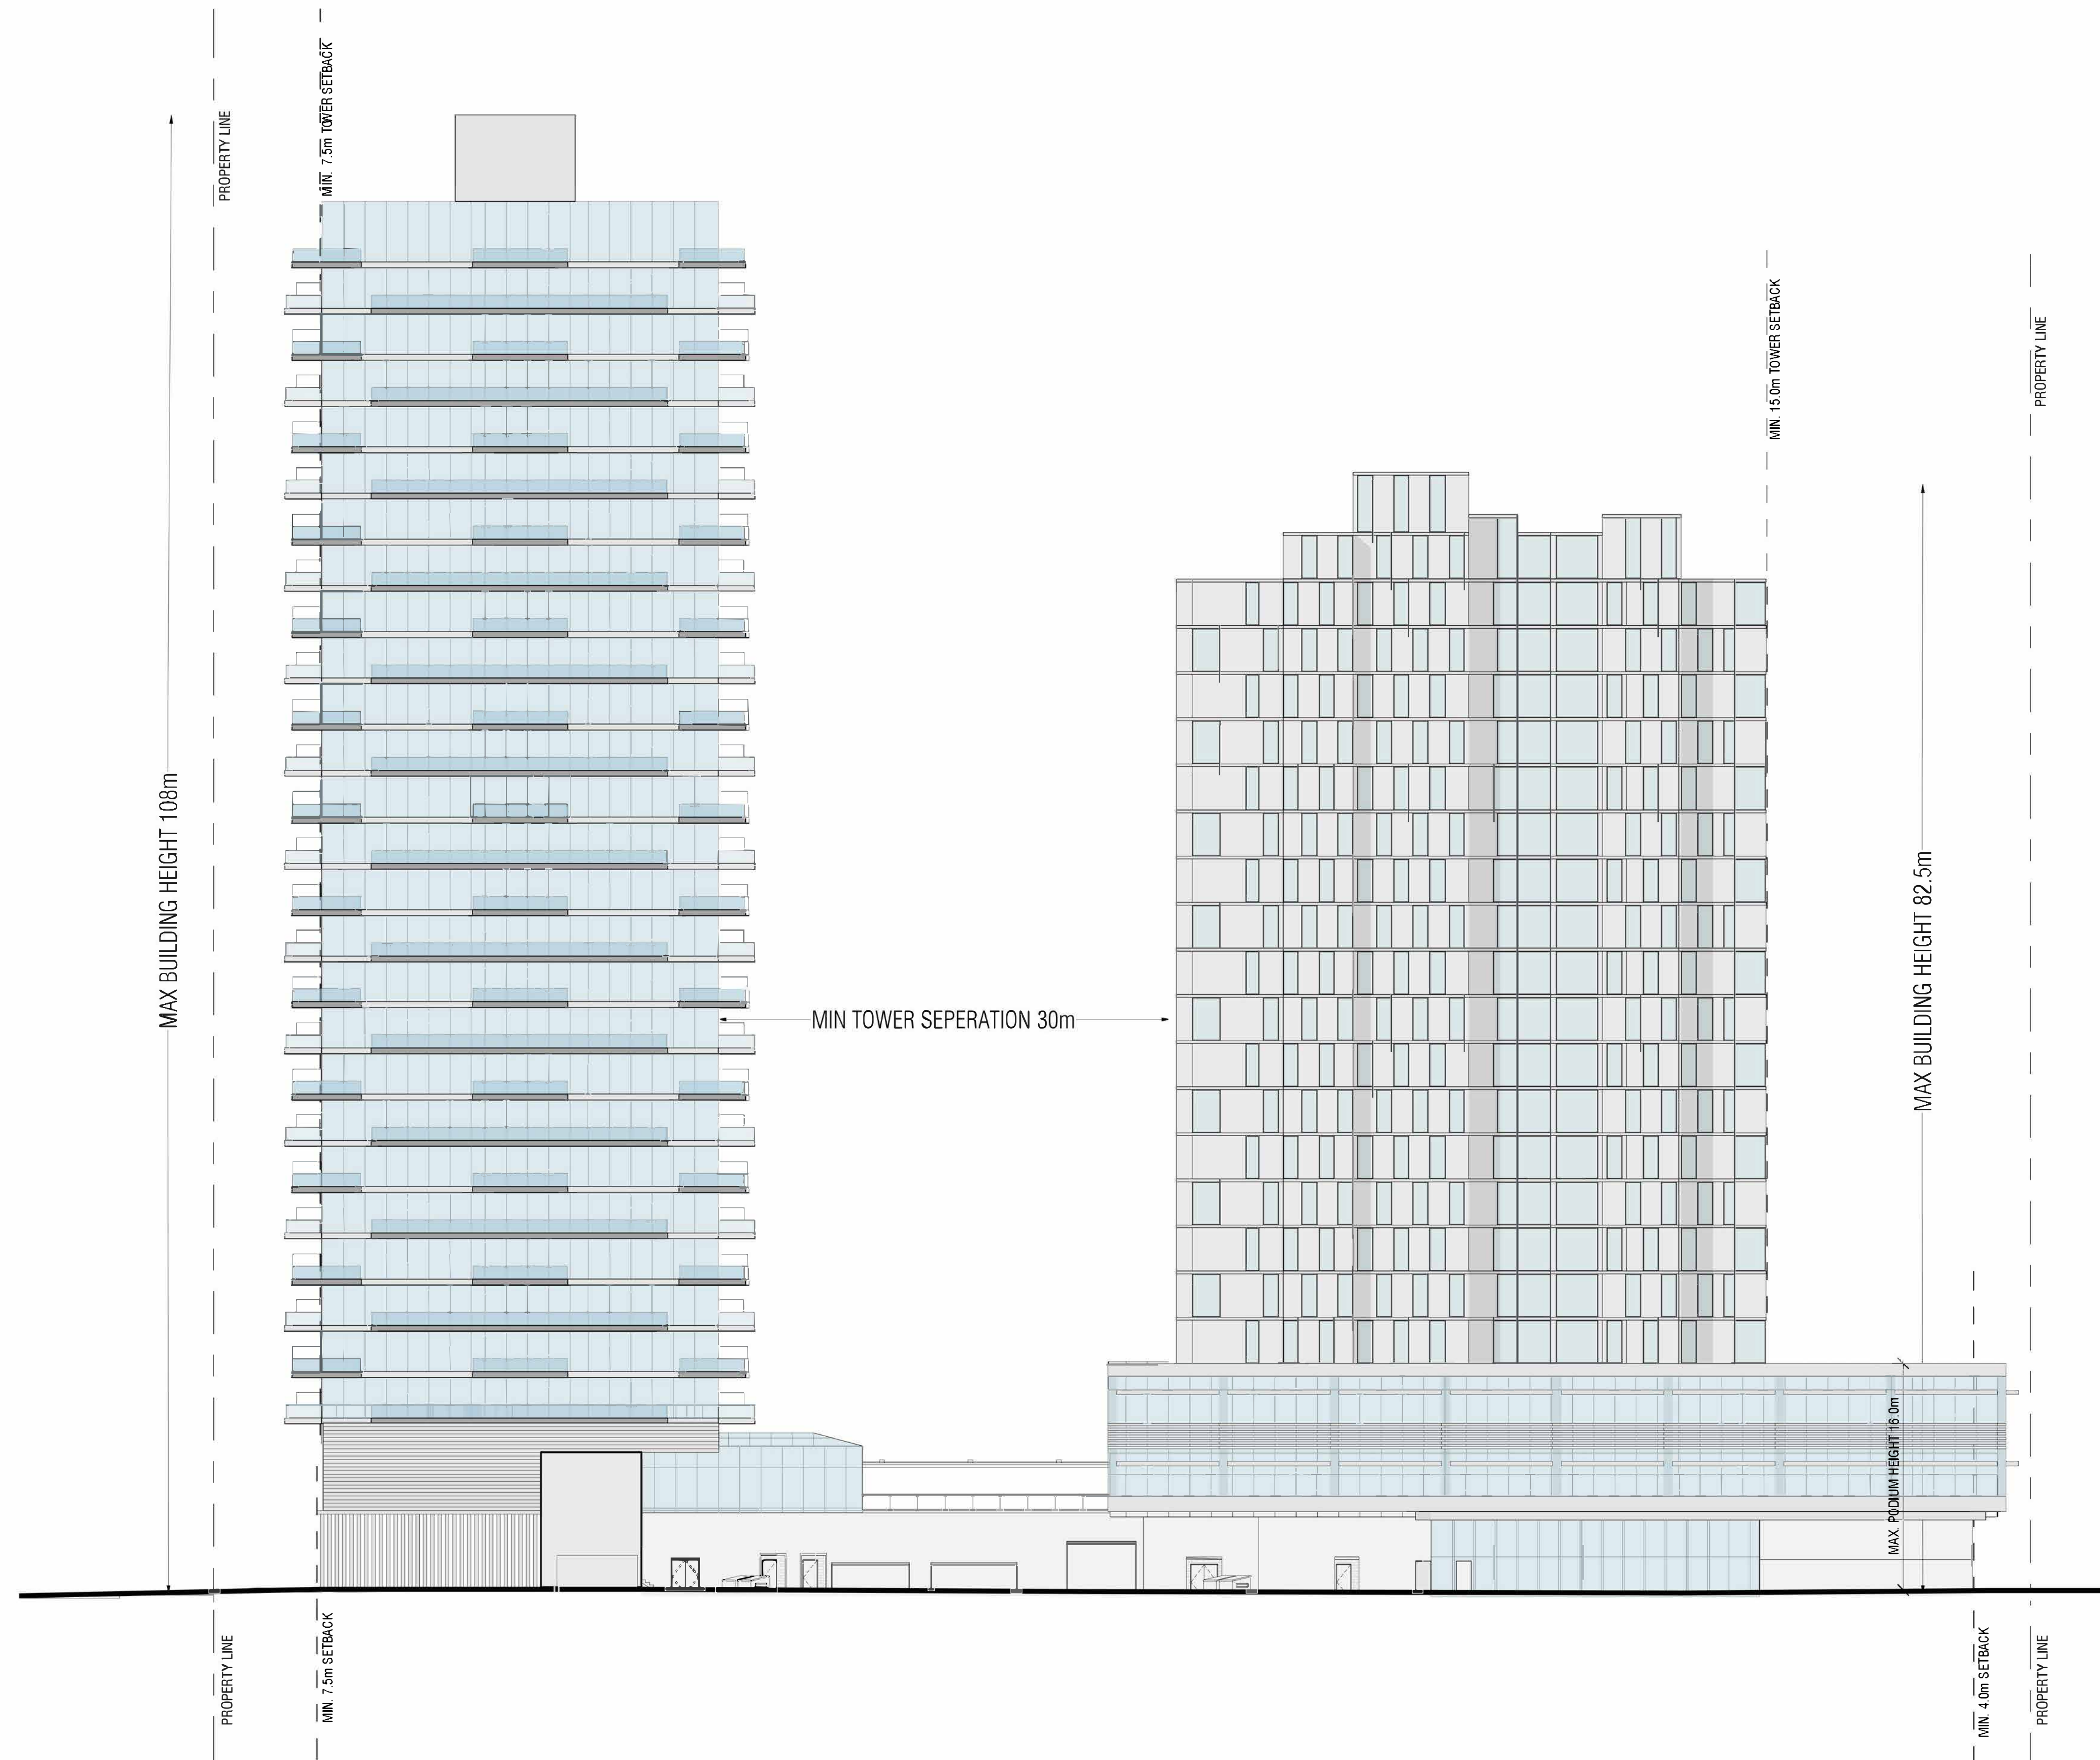 MIN. 7.5m TOWER SETBACK
PROPERTY LINE
MIN. 15.0m TOWER SETBACK
PROPERTY LINE
MAX BUILDING HEIGHT 108m
MIN TOWER SEPERATION 30m
MAX BUILDING HEIGHT 82.5m
MAX. PODIUM HEIGHT 16.0m
PROPERTY LINE
MIN. 7.5m SETBACK
MIN. 4.0m SETBACK
PROPERTY LINE